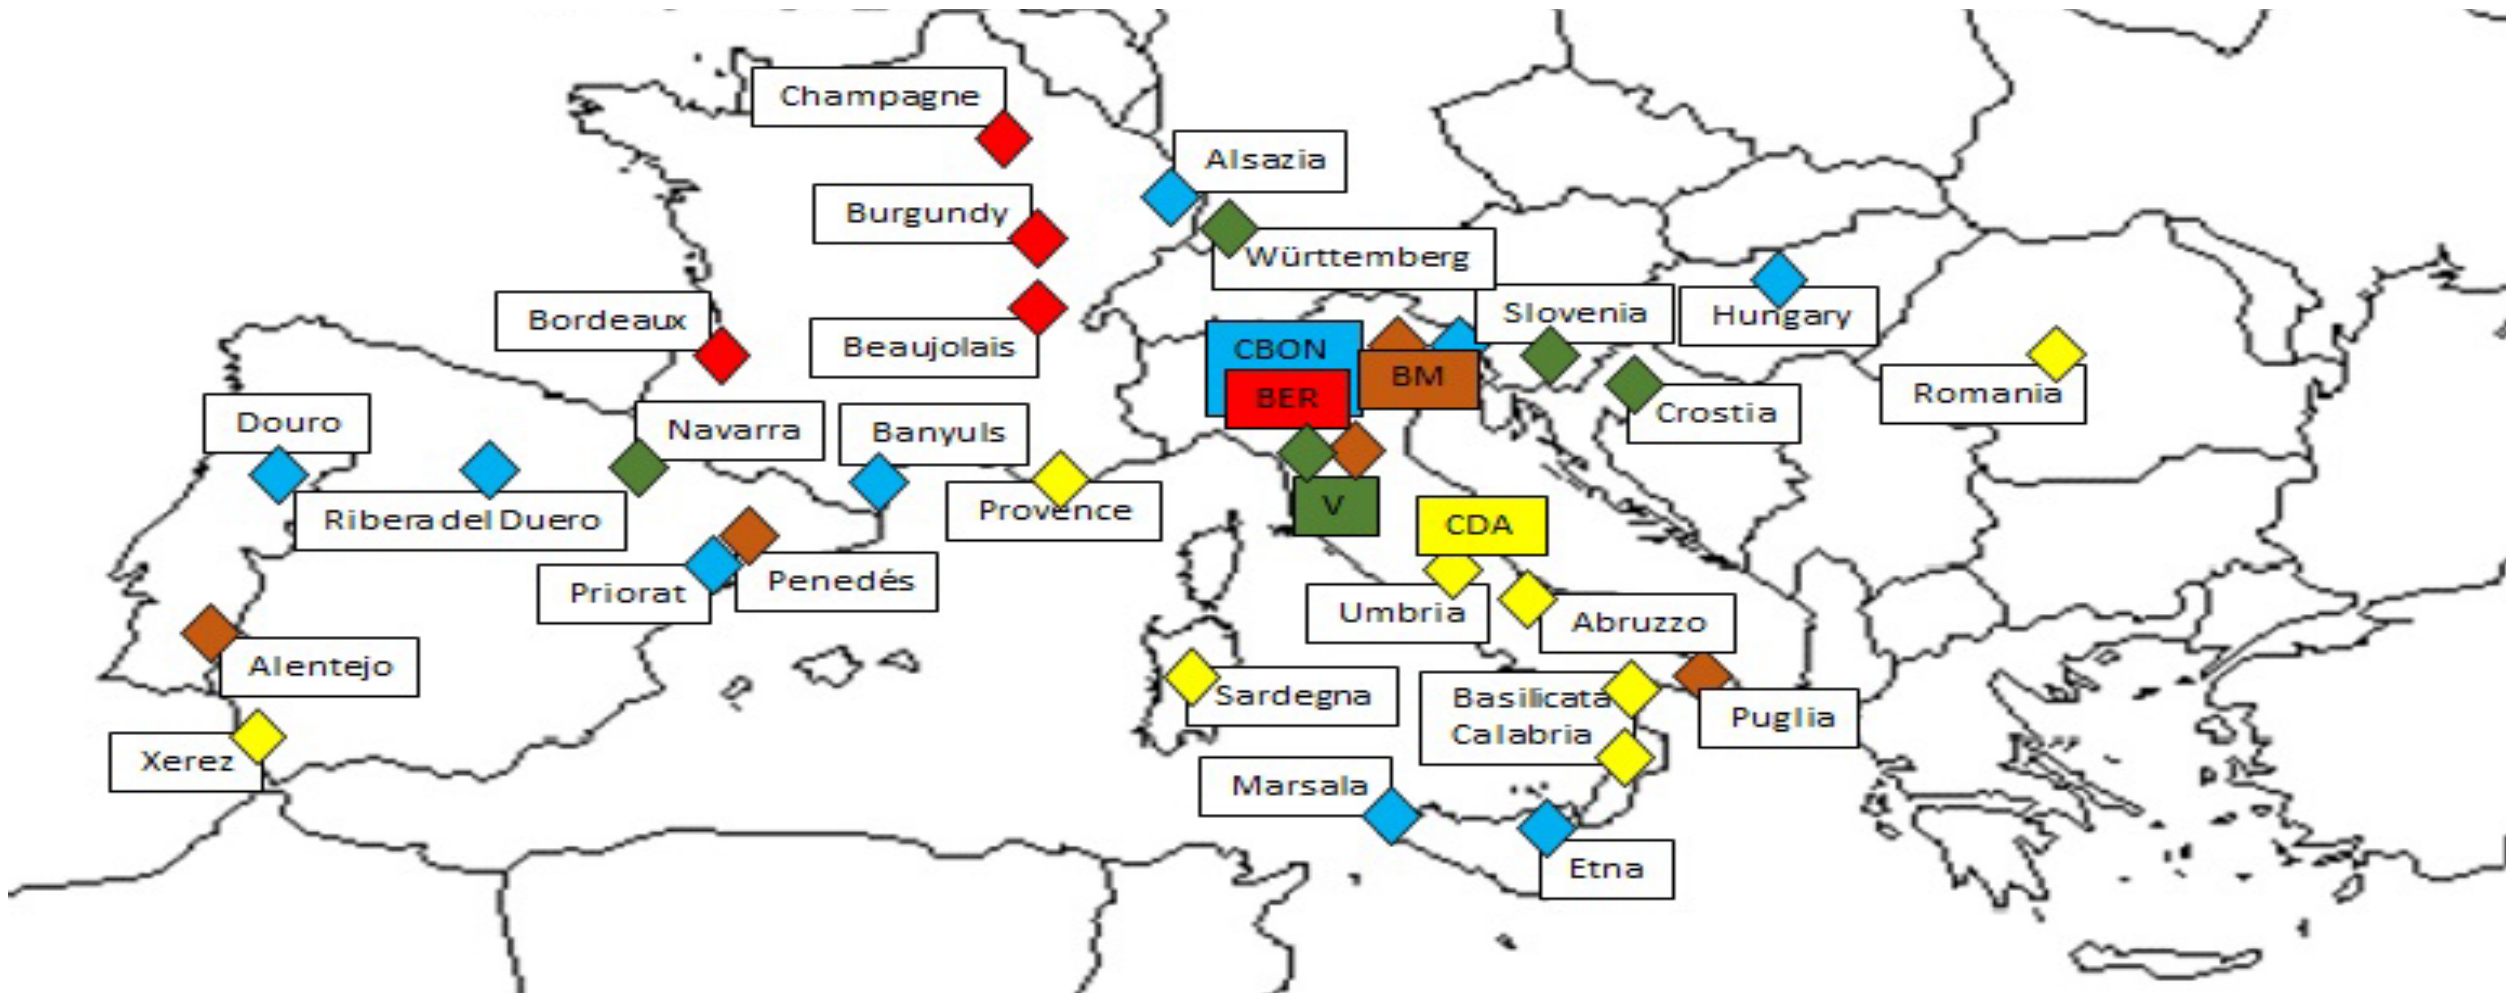 Champagne
Alsazia
Burgundy
Württemberg
Bordeaux
Slovenia
Hungary
Beaujolais
CBON
BM
BER
Romania
Douro
Navarra
Banyuls
Crostia
Ribera del Duero
Provence
V
CDA
Priorat
Penedés
Umbria
Abruzzo
Alentejo
Sardegna
Basilicata
Calabria
Puglia
Xerez
Marsala
Etna